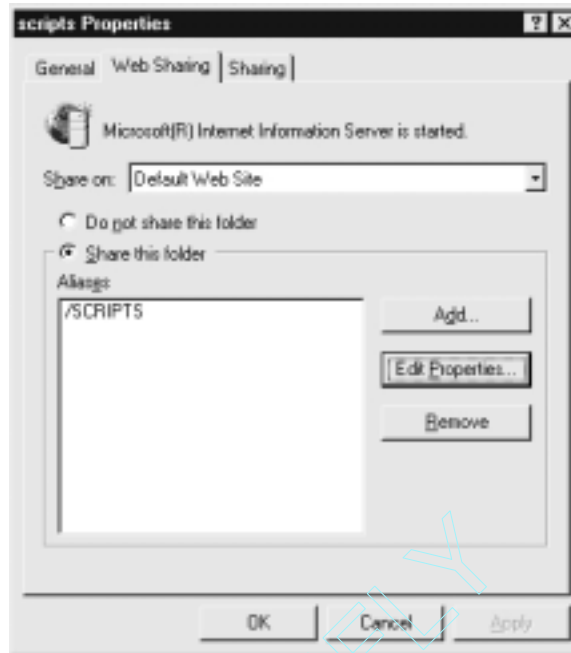 scripts Properties
General Web Sharing Sharing
Microsoft(R) Internet Information Server is started.
Share on: Default Web Site
Do not share this folder
Share this folder
Aliases
/SCRIPTS
Add...
Edit Properties...
Remove
OK Cancel Apply